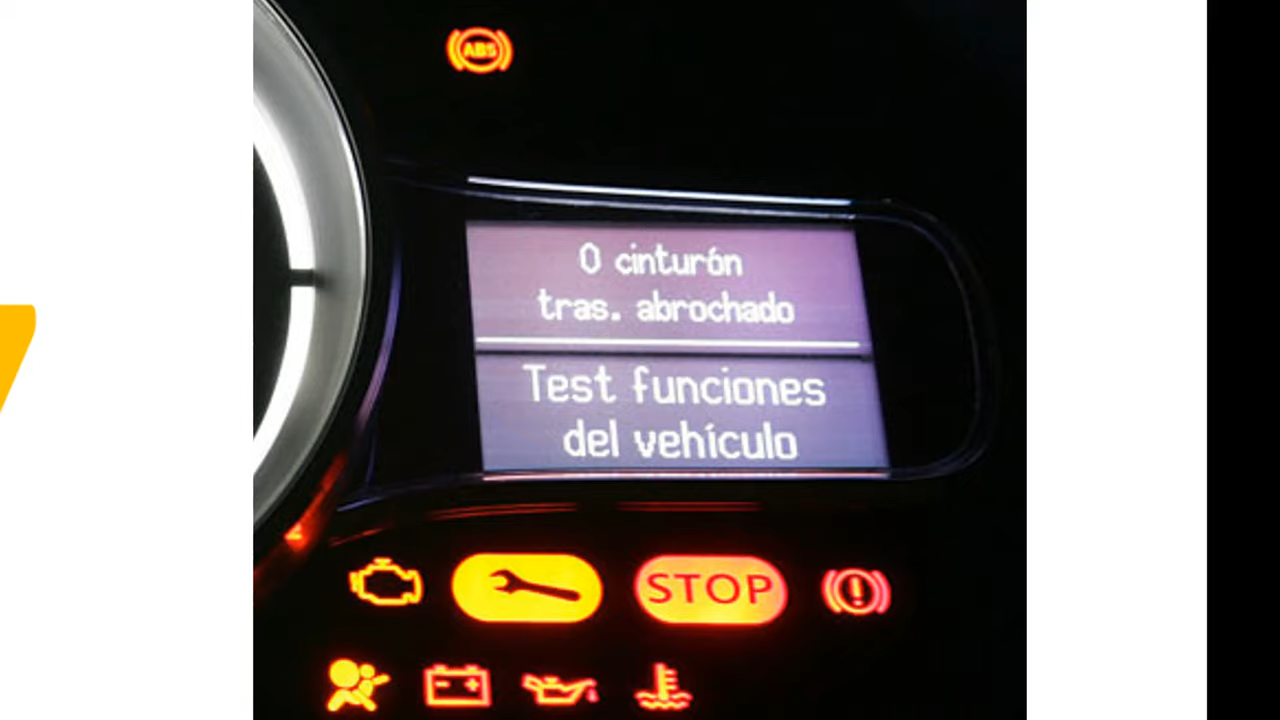 ABS
0 cinturón
tras. abrochado
Test funciones
del vehículo
STOP